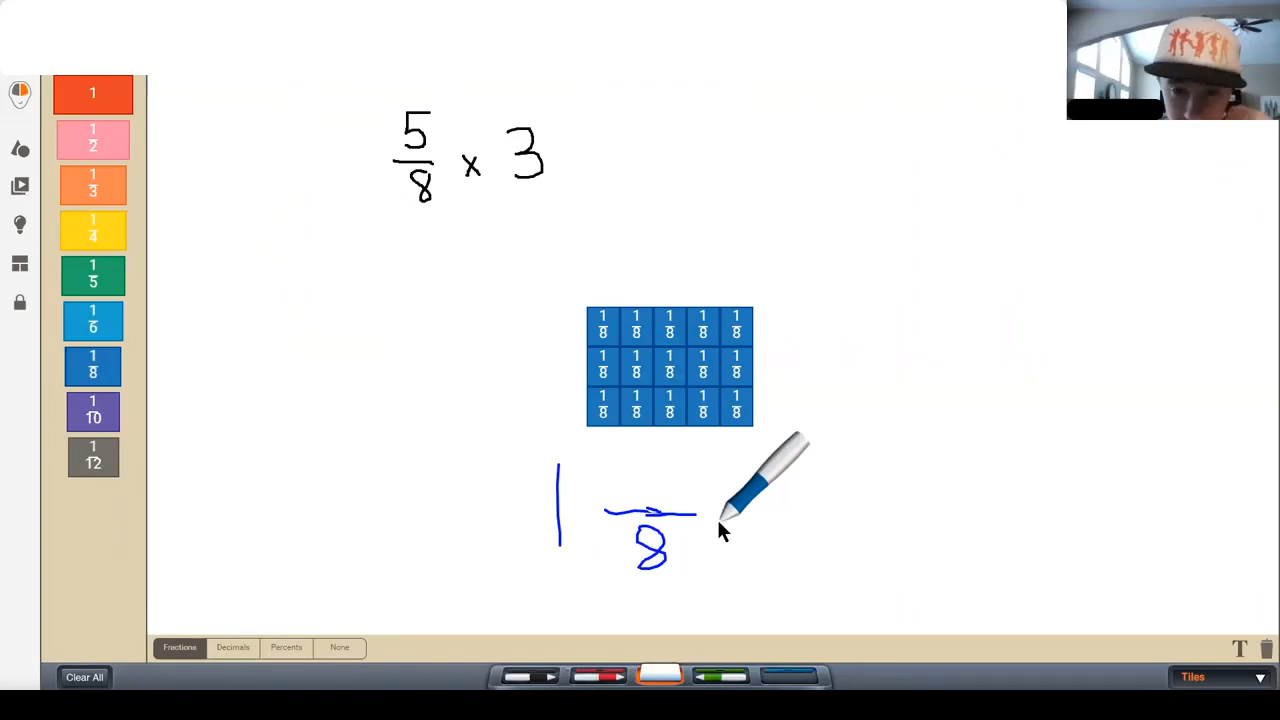 5/8 x 3
1
1/2
1/3
1/4
1/5
1/6
1/8
1/10
1/12
1/8 1/8 1/8 1/8 1/8
1/8 1/8 1/8 1/8 1/8
1/8 1/8 1/8 1/8 1/8
1 /8
Fractions Decimals Percents None
T
Clear All
Tiles